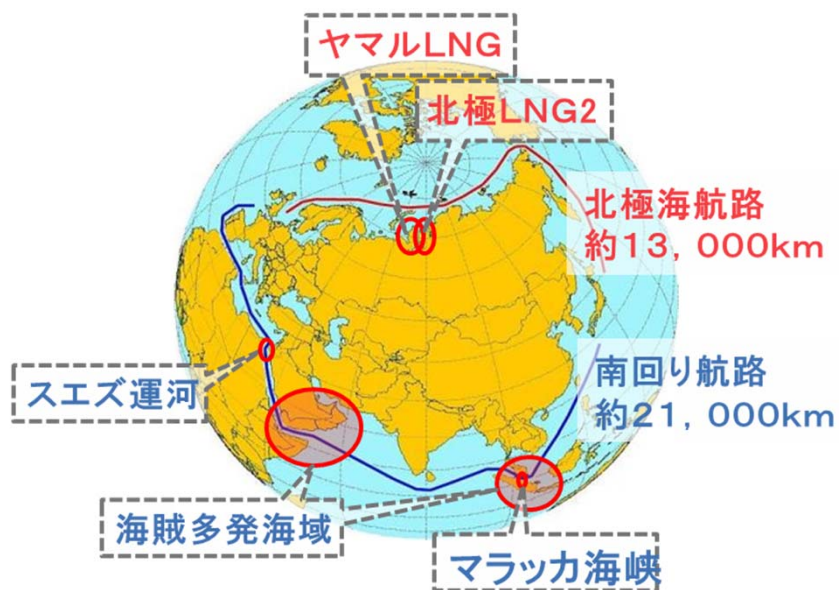 ヤマルLNG
北極LNG2
北極海航路
約13，000km
南回り航路
約21，000km
スエズ運河
海賊多発海域
マラッカ海峡